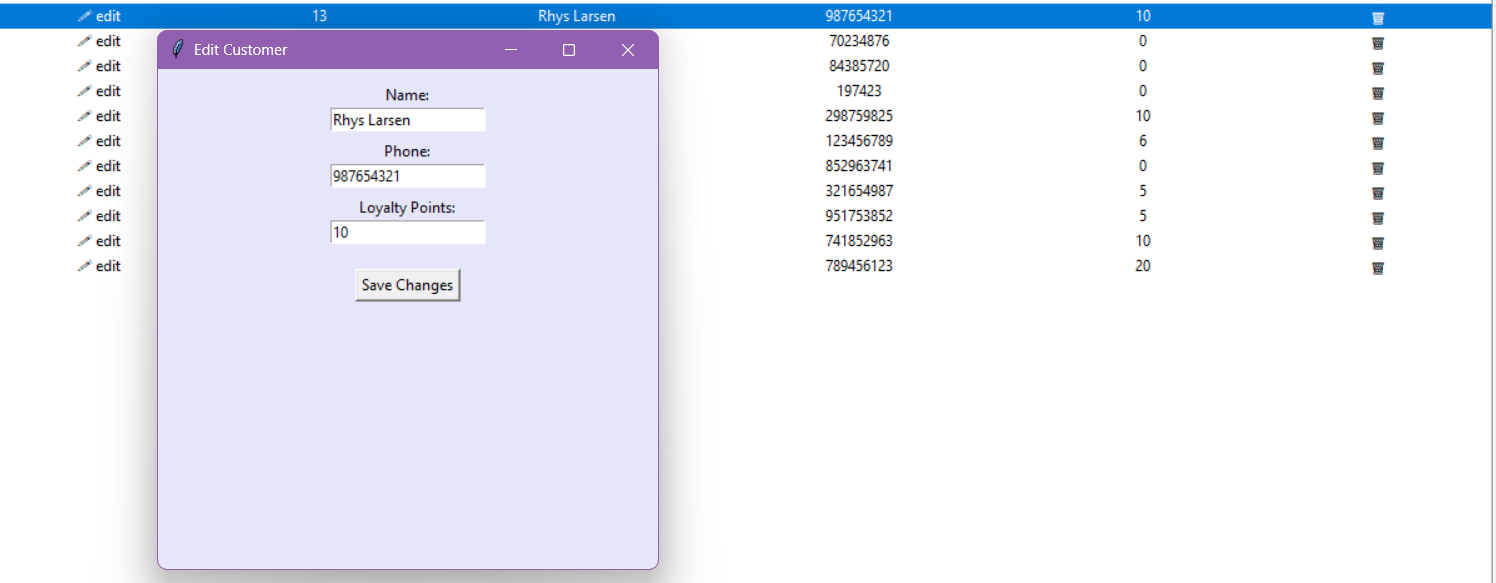 edit 13 Rhys Larsen 987654321 10
Edit Customer
edit 70234876 0
edit 84385720 0
Name:
edit 197423 0
Rhys Larsen
edit 298759825 10
edit 123456789 6
Phone:
edit 852963741 0
987654321
edit 321654987 5
Loyalty Points:
edit 951753852 5
10
edit 741852963 10
edit 789456123 20
Save Changes